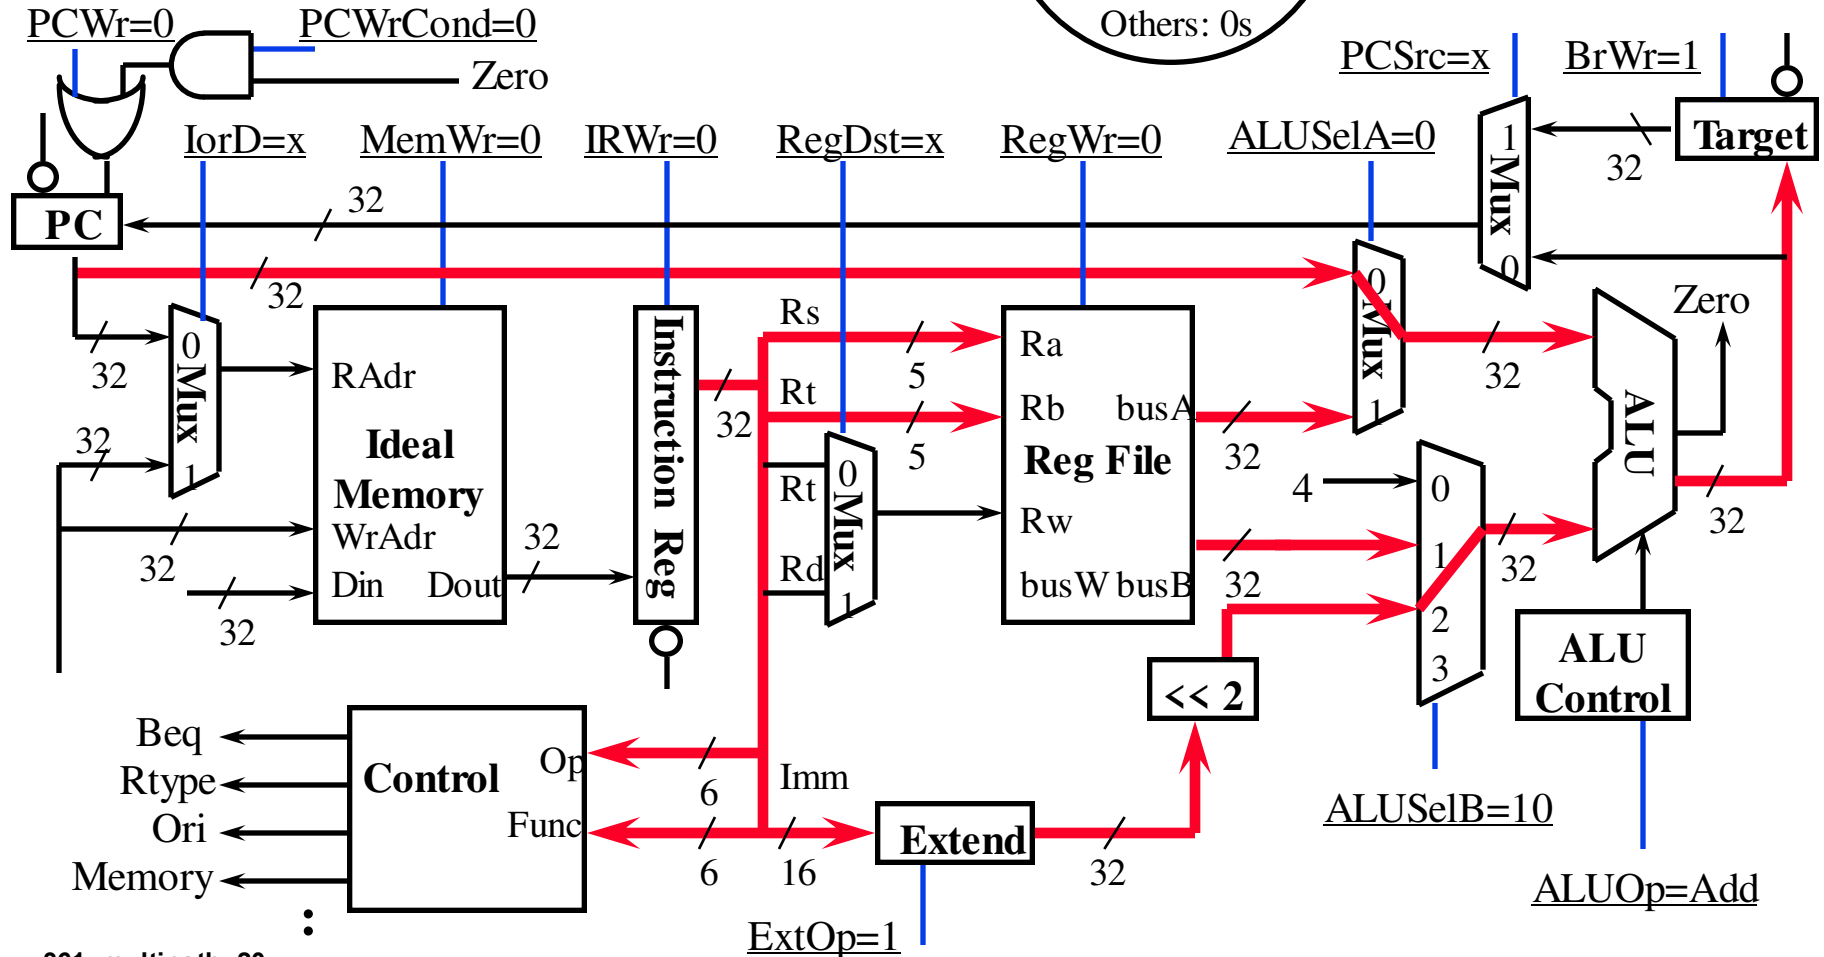 Others: 0s
PCWr=0
PCWrCond=0
Zero
PCSrc=x
BrWr=1
IorD=x
MemWr=0
IRWr=0
RegDst=x
RegWr=0
ALUSelA=0
1
Mux
0
32
Target
PC
32
32
32
0
Mux
1
32
RAdr
Ideal
Memory
WrAdr
32
Din
Dout
32
32
Instruction Reg
32
Rs
5
Rt
5
Rt
Rd
0
Mux
1
Ra
Rb
busA
Reg File
Rw
busW
busB
32
32
0
Mux
1
32
4
0
1
2
3
32
Zero
ALU
32
<< 2
ALU
Control
Beq
Rtype
Ori
Memory
:
Control
Op
Func
6
6
Imm
16
Extend
32
ExtOp=1
ALUSelB=10
ALUOp=Add